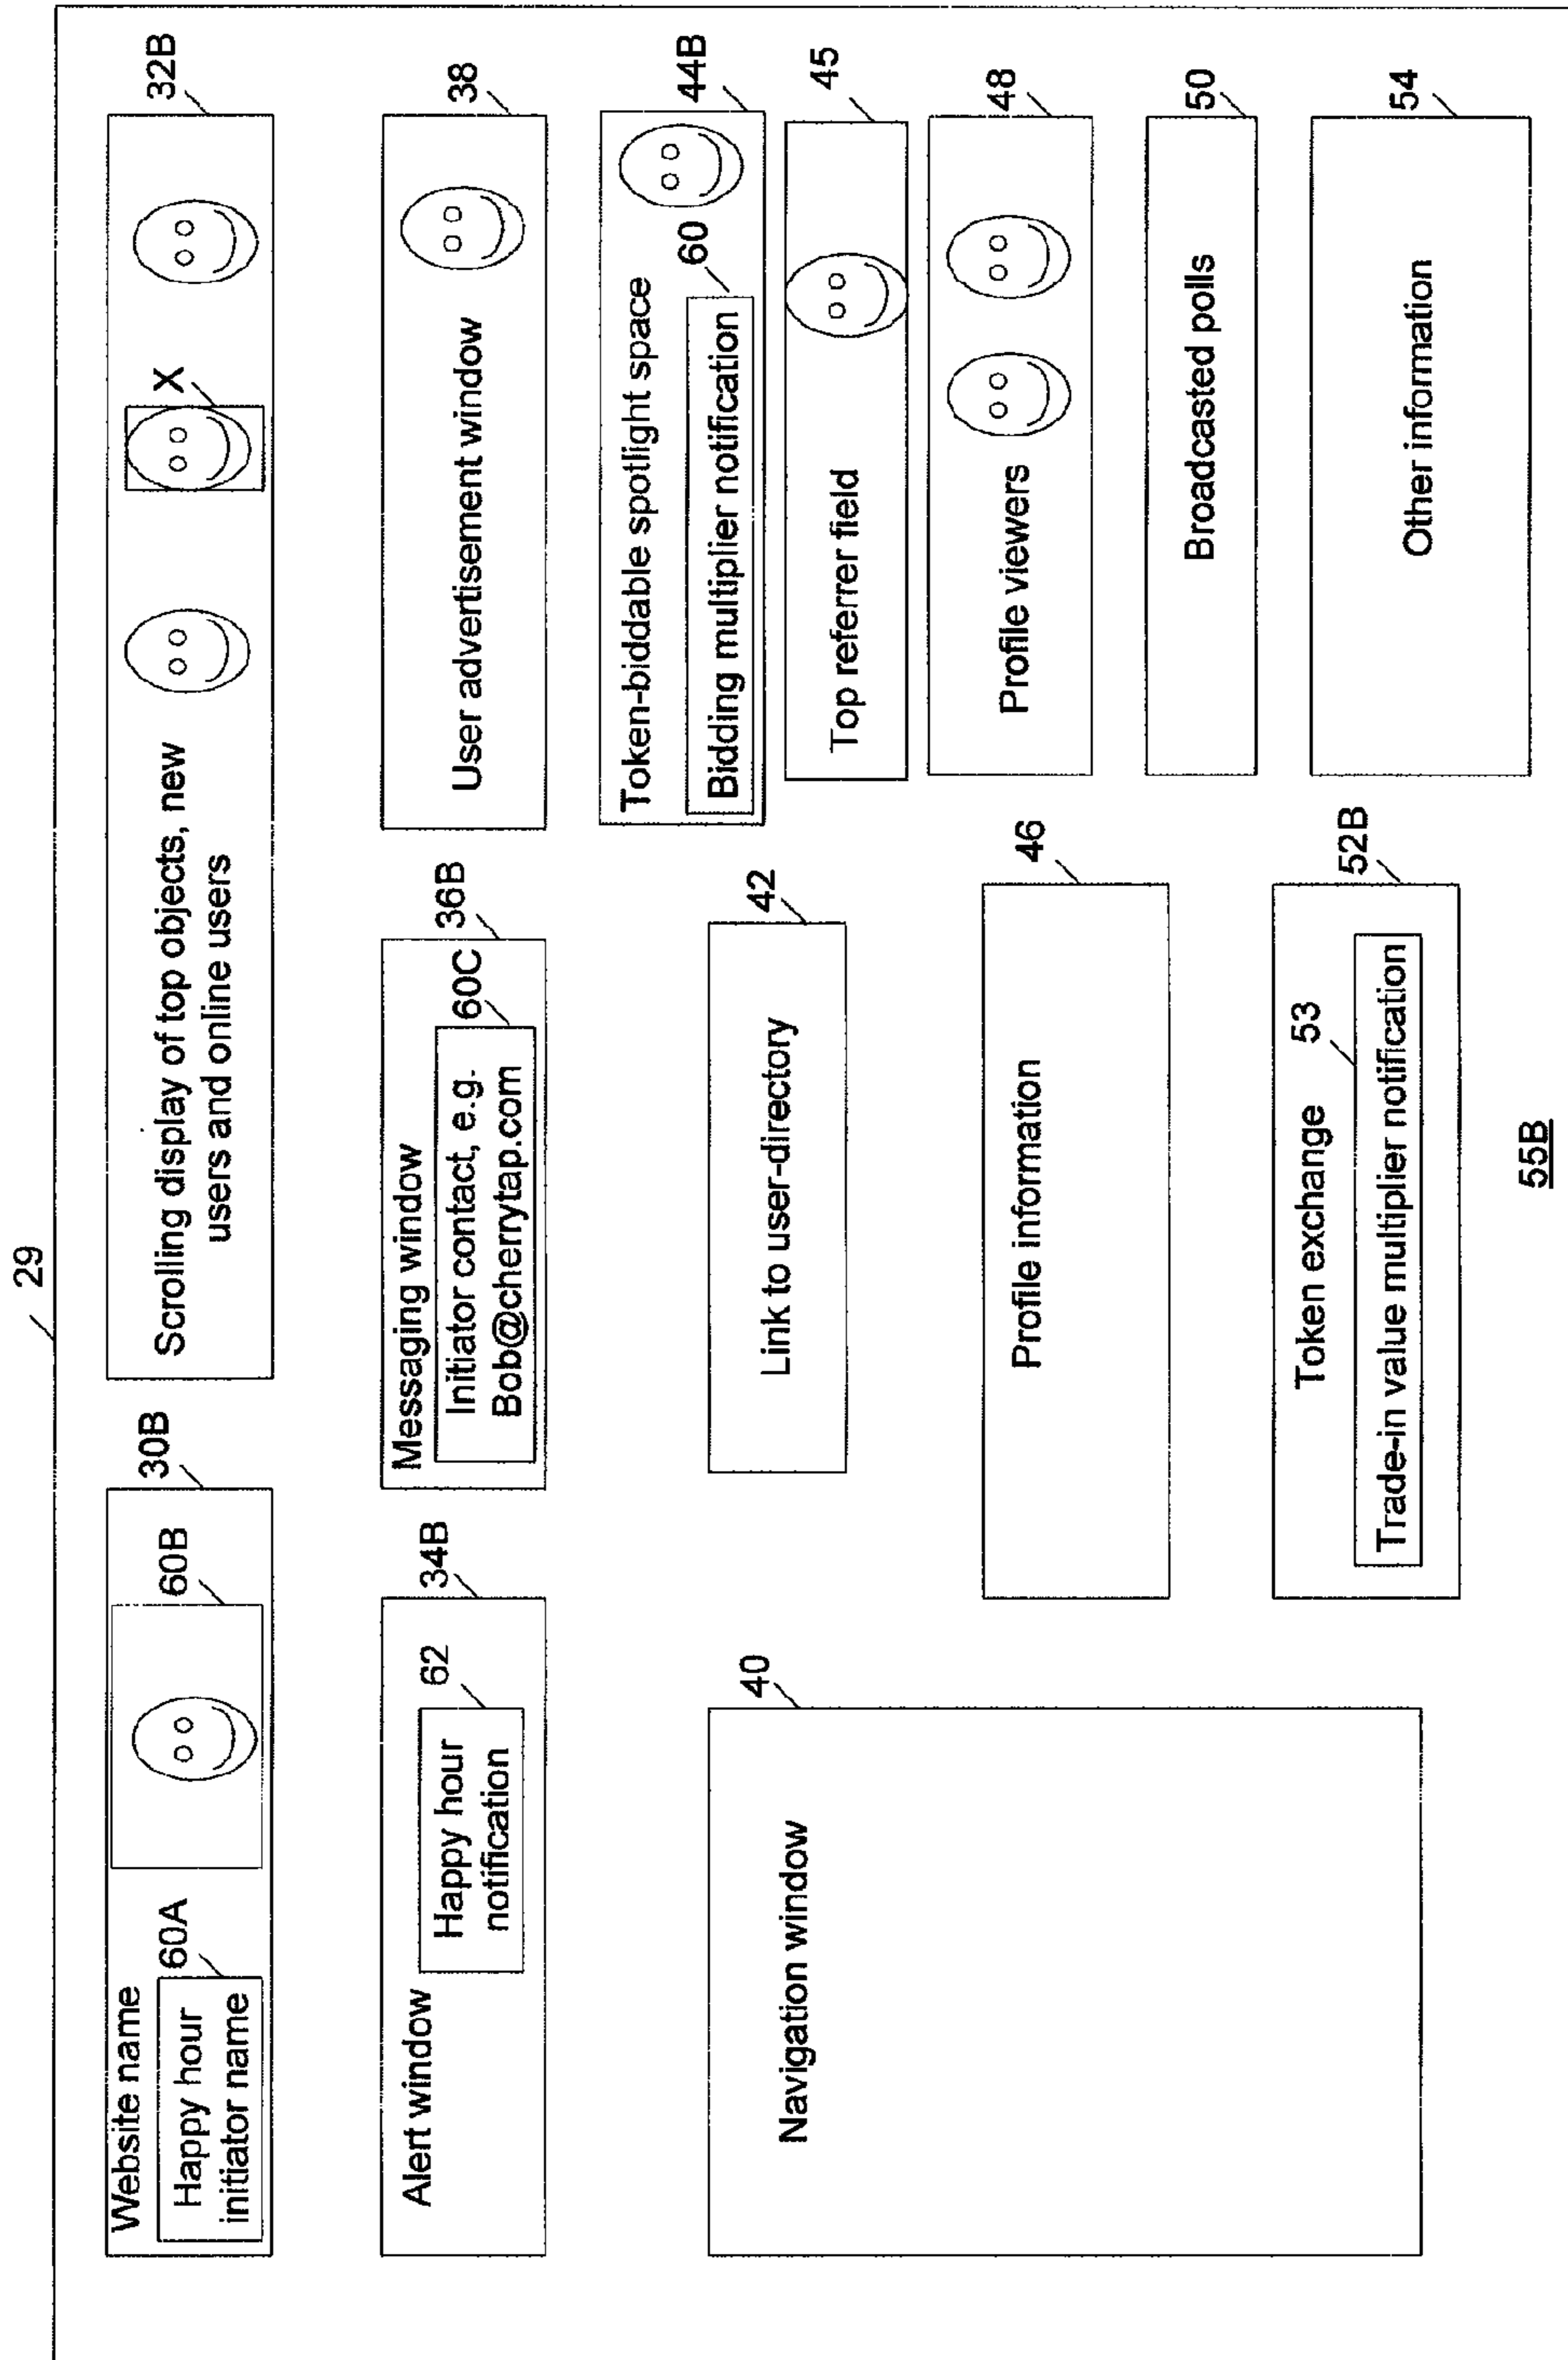 29
Website name
60A
60B
30B
Happy hour
initiator name
Scrolling display of top objects, new
users and online users
X
32B
Alert window
62
34B
Happy hour
notification
Messaging window
36B
60C
Initiator contact, e.g.
Bob@cherrytap.com
User advertisement window
38
Token-biddable spotlight space
44B
60
Bidding multiplier notification
Navigation window
40
Link to user-directory
42
Top referrer field
45
Profile information
46
Profile viewers
48
Broadcasted polls
50
Token exchange
53
52B
Trade-in value multiplier notification
Other information
54
55B